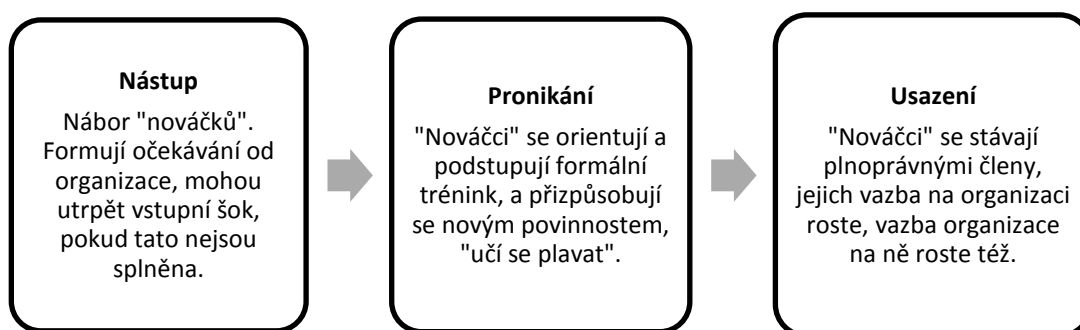 Nástup
Nábor "nováčků".
Formují očekávání od
organizace, mohou
utrpět vstupní šok,
pokud tato nejsou
splněna.
Pronikání
"Nováčci" se orientují a
podstupují formální
trénink, a přizpůsobují
se novým povinnostem,
"učí se plavat".
Usazení
"Nováčci" se stávají
plnoprávnými členy,
jejich vazba na organizaci
roste, vazba organizace
na ně roste též.